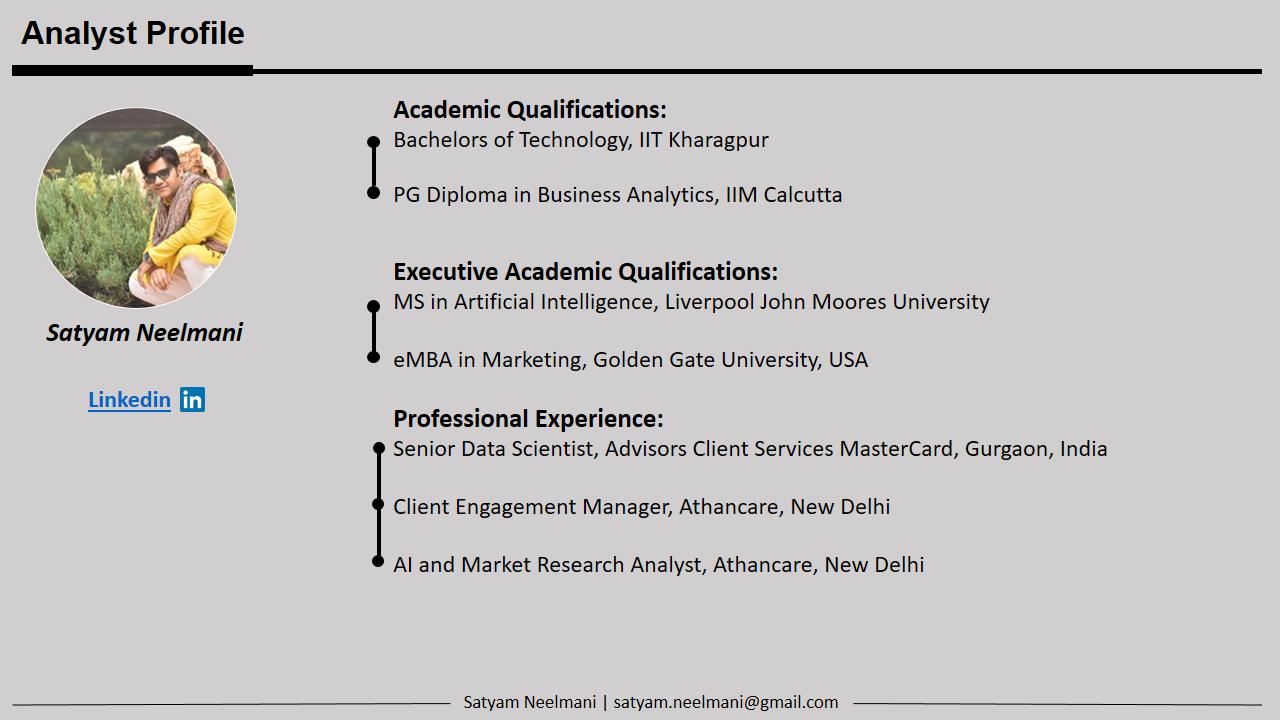 Analyst Profile
Academic Qualifications:
Bachelors of Technology, IIT Kharagpur
PG Diploma in Business Analytics, IIM Calcutta
Executive Academic Qualifications:
MS in Artificial Intelligence, Liverpool John Moores University
Satyam Neelmani
eMBA in Marketing, Golden Gate University, USA
Linkedin in
Professional Experience:
Senior Data Scientist, Advisors Client Services MasterCard, Gurgaon, India
Client Engagement Manager, Athancare, New Delhi
AI and Market Research Analyst, Athancare, New Delhi
Satyam Neelmani | satyam.neelmani@gmail.com